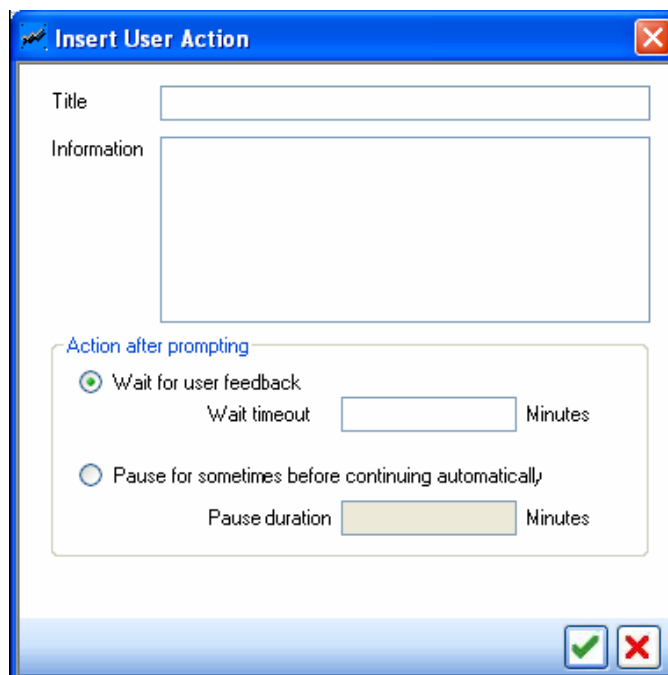 Insert User Action
Title
Information
Action after prompting
Wait for user feedback
Wait timeout Minutes
Pause for sometimes before continuing automatically
Pause duration Minutes